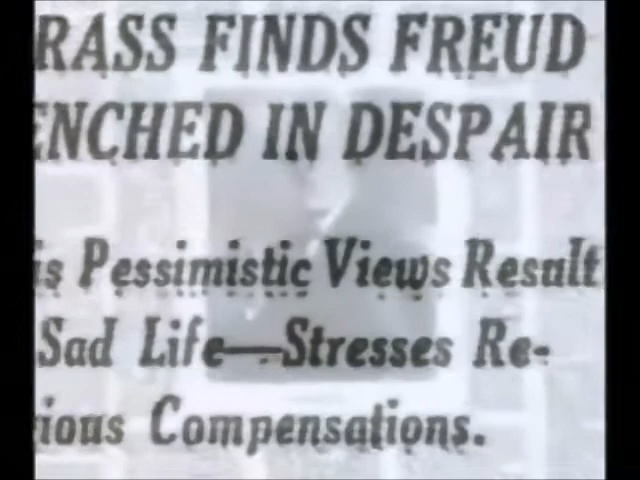 RASS FINDS FREUD
ENCHED IN DESPAIR
is Pessimistic Views Result
Sad Life—Stresses Re-
ious Compensations.